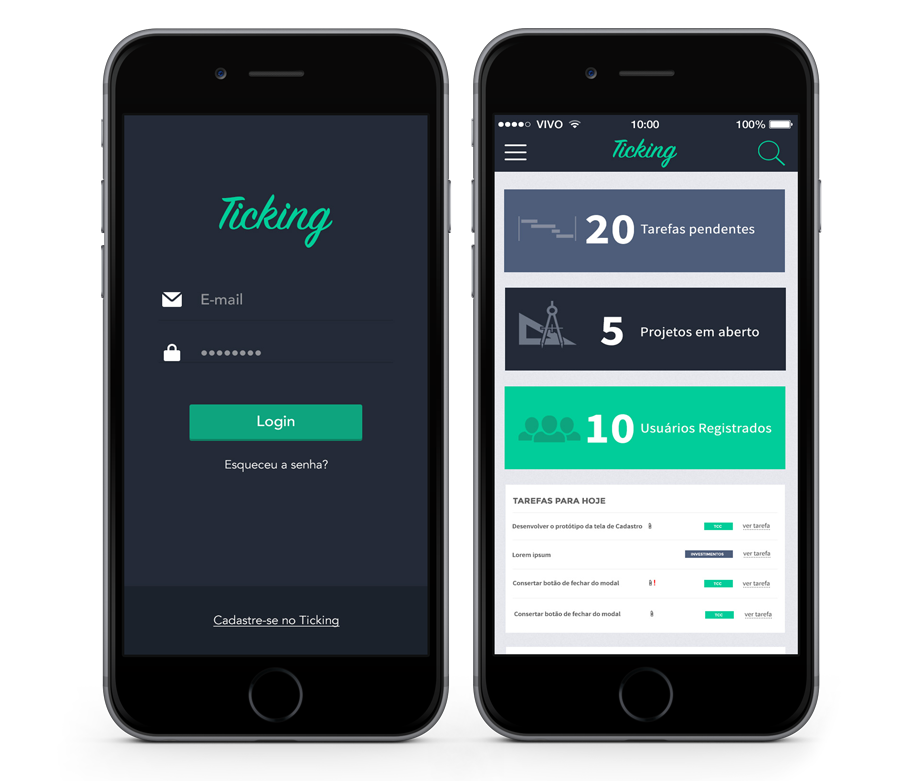 Ticking
E-mail
Login
Esqueceu a senha?
Cadastre-se no Ticking
VIVO 10:00 100%
Ticking
20 Tarefas pendentes
5 Projetos em aberto
10 Usuários Registrados
TAREFAS PARA HOJE
Desenvolver o protótipo da tela de Cadastro TCC ver tarefa
Lorem ipsum INVESTIMENTOS ver tarefa
Consertar botão de fechar do modal ! TCC ver tarefa
Consertar botão de fechar do modal TCC ver tarefa